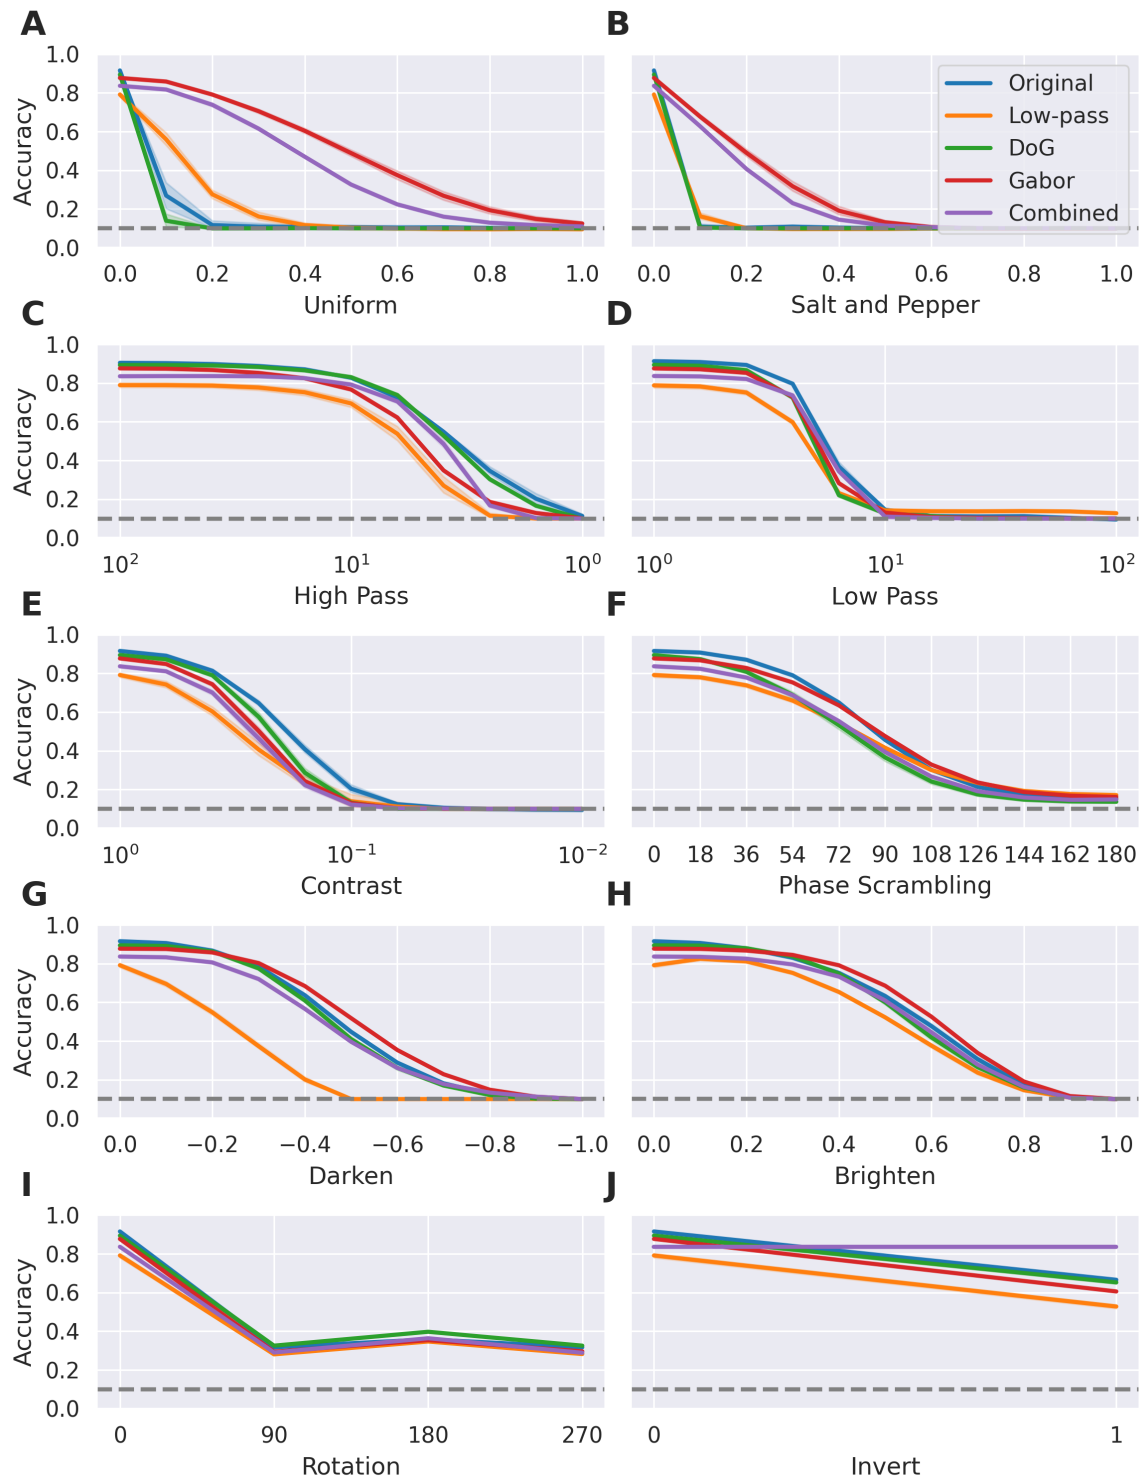 A B
Accuracy
1.0
0.8
0.6
0.4
0.2
0.0
Original
Low-pass
DoG
Gabor
Combined
0.0 0.2 0.4 0.6 0.8 1.0
0.0 0.2 0.4 0.6 0.8 1.0
Uniform
Salt and Pepper
C D
Accuracy
1.0
0.8
0.6
0.4
0.2
0.0
10² 10¹ 10⁰
10⁰ 10¹ 10²
High Pass
Low Pass
E F
Accuracy
1.0
0.8
0.6
0.4
0.2
0.0
10⁰ 10⁻¹ 10⁻²
0 18 36 54 72 90 108 126 144 162 180
Contrast
Phase Scrambling
G H
Accuracy
1.0
0.8
0.6
0.4
0.2
0.0
0.0 −0.2 −0.4 −0.6 −0.8 −1.0
0.0 0.2 0.4 0.6 0.8 1.0
Darken
Brighten
I J
Accuracy
1.0
0.8
0.6
0.4
0.2
0.0
0 90 180 270
0 1
Rotation
Invert